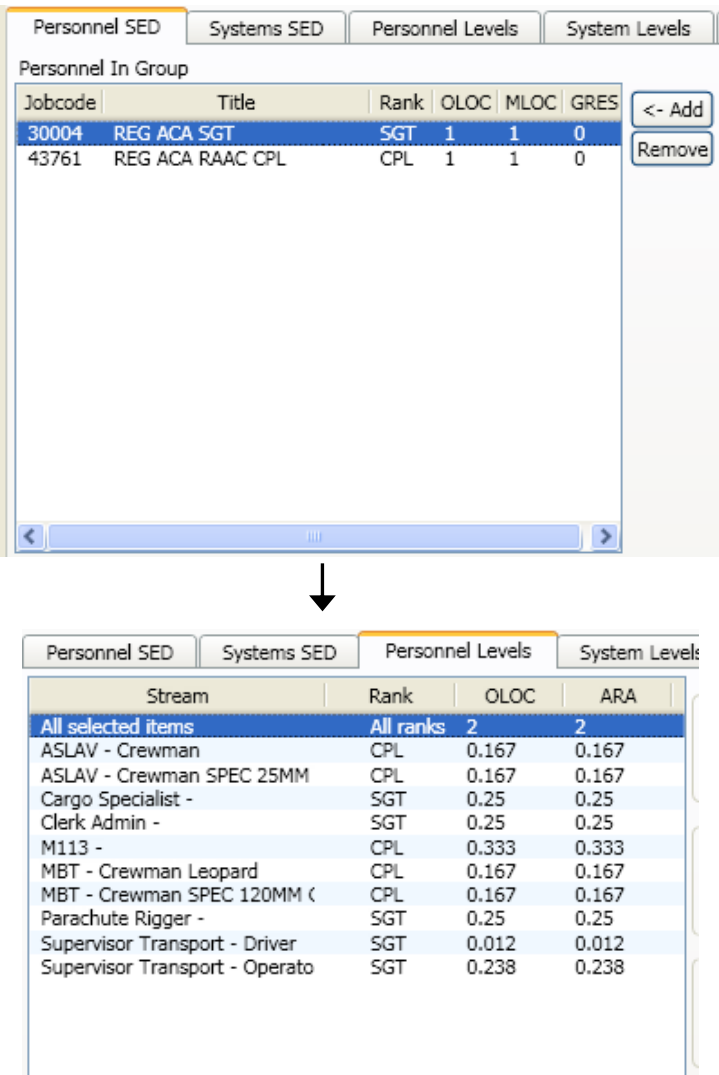 Personnel SED Systems SED Personnel Levels System Levels
Personnel In Group
Jobcode Title Rank OLOC MLOC GRES
<- Add
30004 REG ACA SGT SGT 1 1 0
43761 REG ACA RAAC CPL CPL 1 1 0
Remove
Personnel SED Systems SED Personnel Levels System Levels
Stream Rank OLOC ARA
All selected items All ranks 2 2
ASLAV - Crewman CPL 0.167 0.167
ASLAV - Crewman SPEC 25MM CPL 0.167 0.167
Cargo Specialist - SGT 0.25 0.25
Clerk Admin - SGT 0.25 0.25
M113 - CPL 0.333 0.333
MBT - Crewman Leopard CPL 0.167 0.167
MBT - Crewman SPEC 120MM ( CPL 0.167 0.167
Parachute Rigger - SGT 0.25 0.25
Supervisor Transport - Driver SGT 0.012 0.012
Supervisor Transport - Operato SGT 0.238 0.238